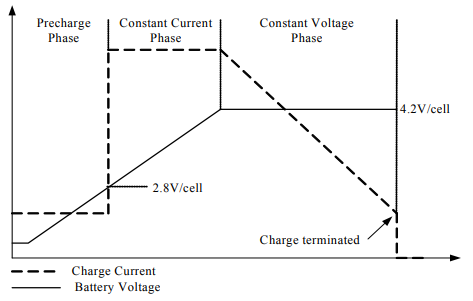 Precharge
Phase
Constant Current
Phase
Constant Voltage
Phase
4.2V/cell
2.8V/cell
Charge terminated
Charge Current
Battery Voltage